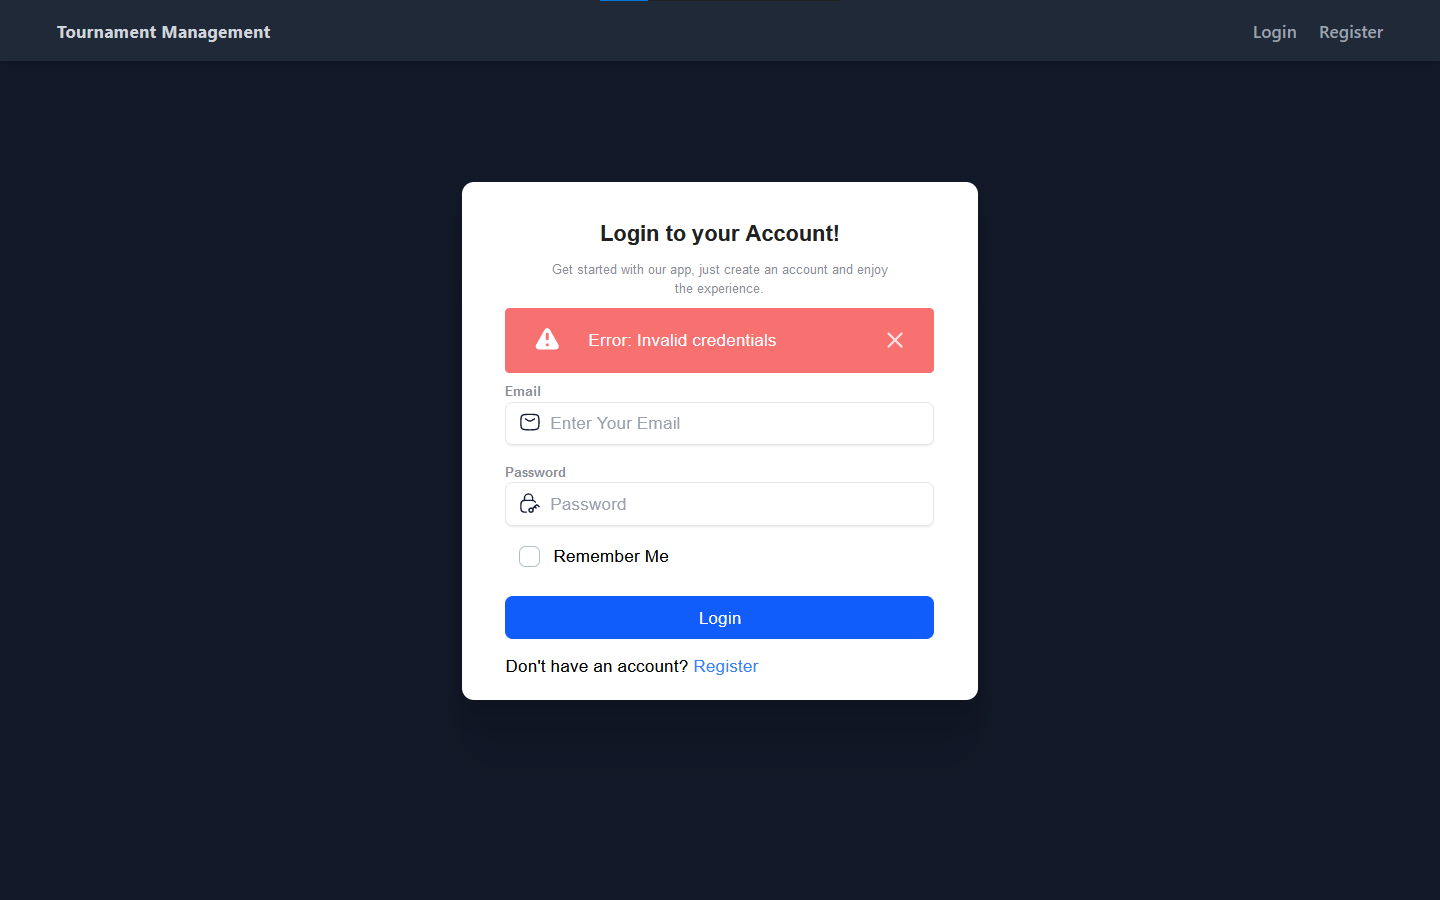 Tournament Management
Login
Register
Login to your Account!
Get started with our app, just create an account and enjoy
the experience.
Error: Invalid credentials
Email
Enter Your Email
Password
Password
Remember Me
Login
Don't have an account? Register